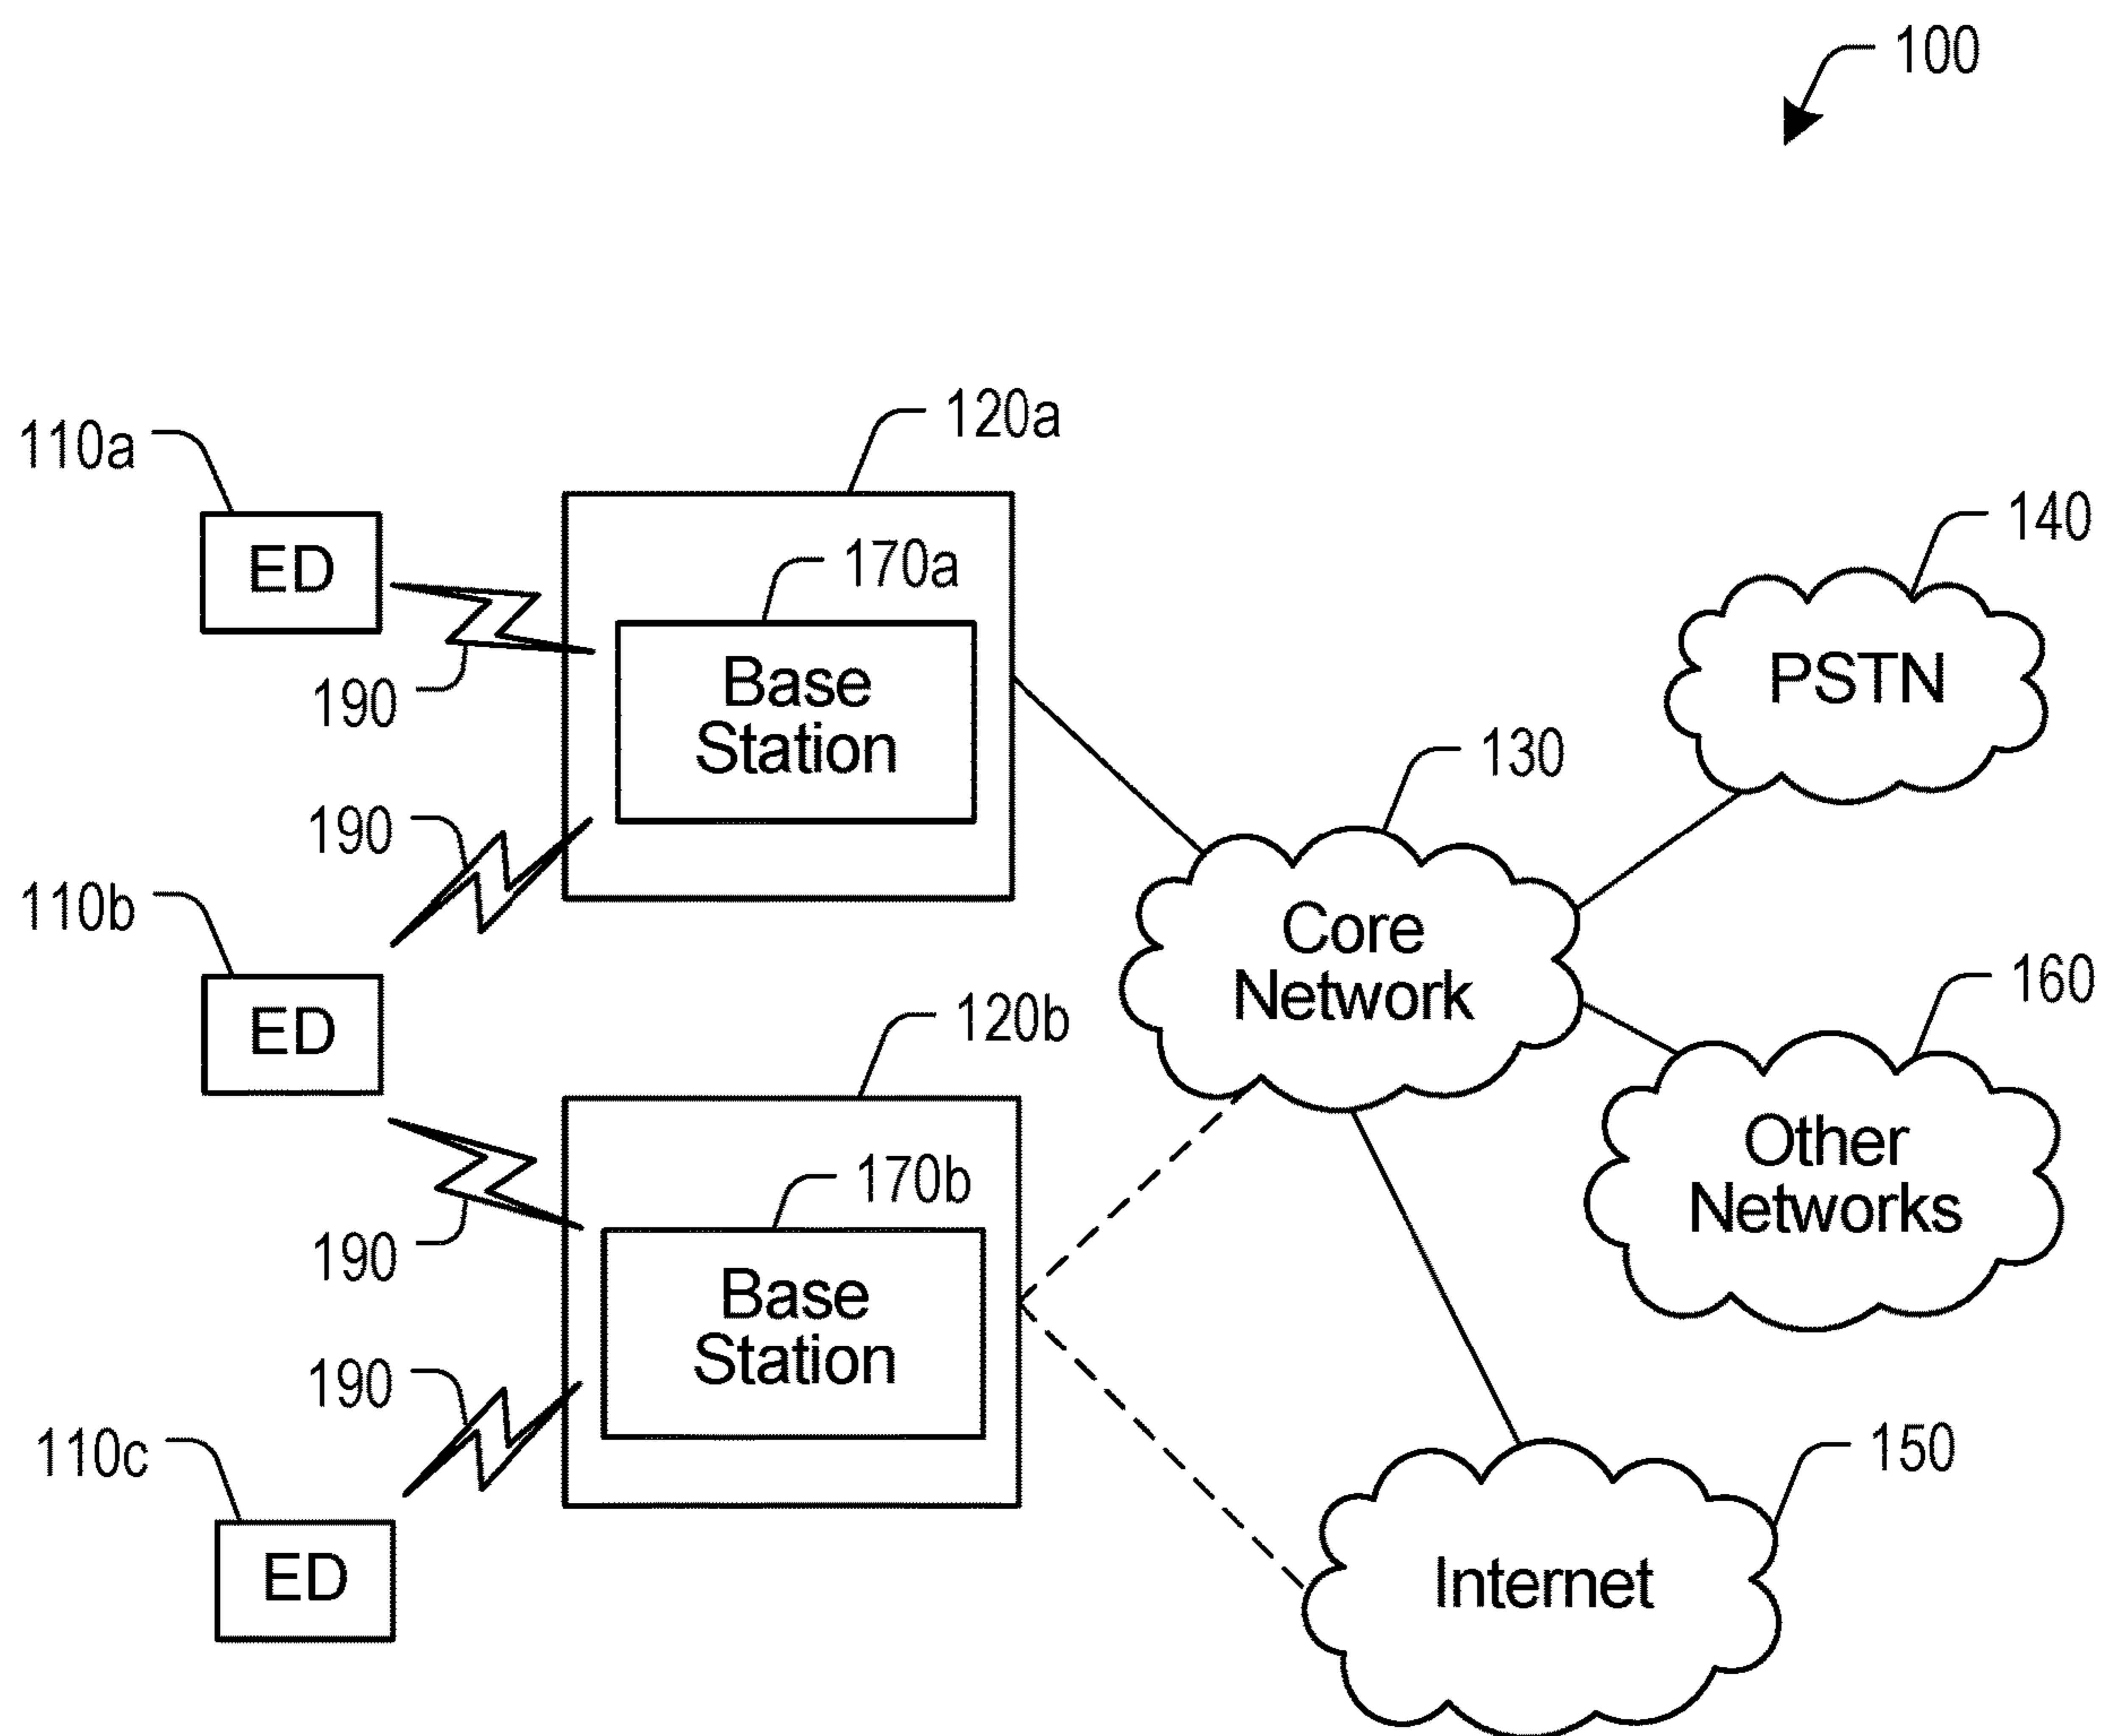 100
120a
110a
ED
170a
140
Base
Station
190
PSTN
130
190
110b
Core
Network
ED
120b
160
Other
Networks
170b
190
Base
Station
190
110c
150
ED
Internet